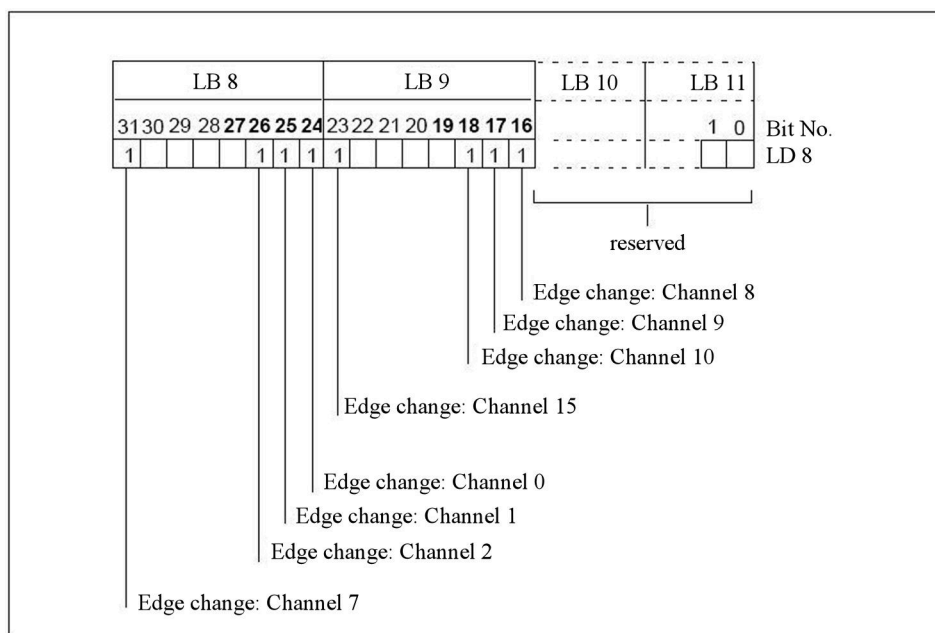 LB 8 LB 9 LB 10 LB 11
31 30 29 28 27 26 25 24 23 22 21 20 19 18 17 16 1 0 Bit No.
1 1 1 1 1 1 1 1 LD 8
reserved
Edge change: Channel 8
Edge change: Channel 9
Edge change: Channel 10
Edge change: Channel 15
Edge change: Channel 0
Edge change: Channel 1
Edge change: Channel 2
Edge change: Channel 7